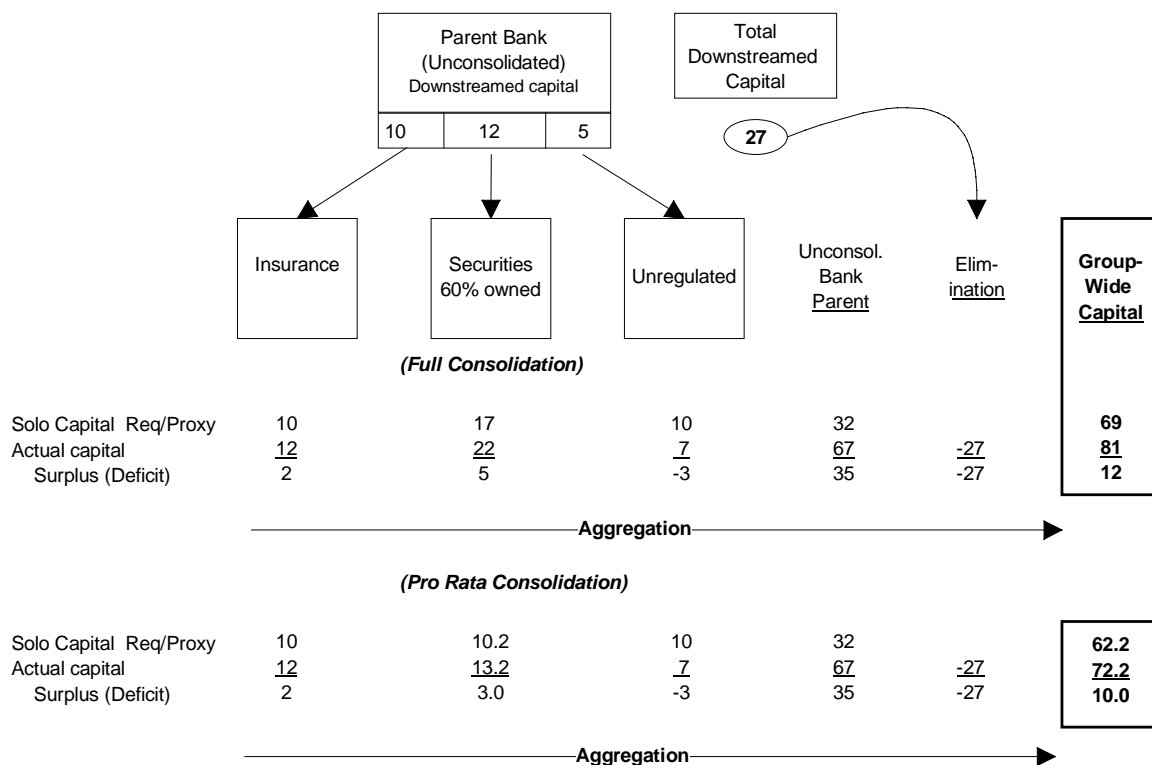 Parent Bank
(Unconsolidated)
Downstreamed capital
10 12 5
Total
Downstreamed
Capital
27
Insurance
Securities
60% owned
Unregulated
Unconsol.
Bank
Parent
Elim-
ination
Group-
Wide
Capital
(Full Consolidation)
Solo Capital Req/Proxy 10 17 10 32 69
Actual capital 12 22 7 67 -27 81
Surplus (Deficit) 2 5 -3 35 -27 12
Aggregation
(Pro Rata Consolidation)
Solo Capital Req/Proxy 10 10.2 10 32 62.2
Actual capital 12 13.2 7 67 -27 72.2
Surplus (Deficit) 2 3.0 -3 35 -27 10.0
Aggregation